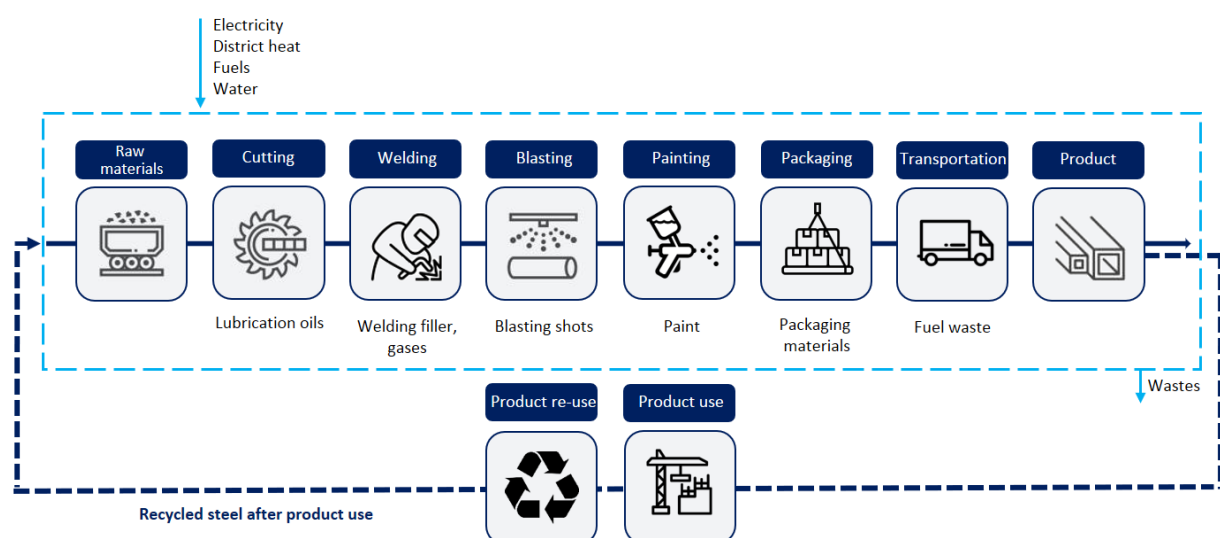 Electricity
District heat
Fuels
Water
Raw
materials
Cutting
Welding
Blasting
Painting
Packaging
Transportation
Product
Lubrication oils
Welding filler,
gases
Blasting shots
Paint
Packaging
materials
Fuel waste
Wastes
Product re-use
Product use
Recycled steel after product use